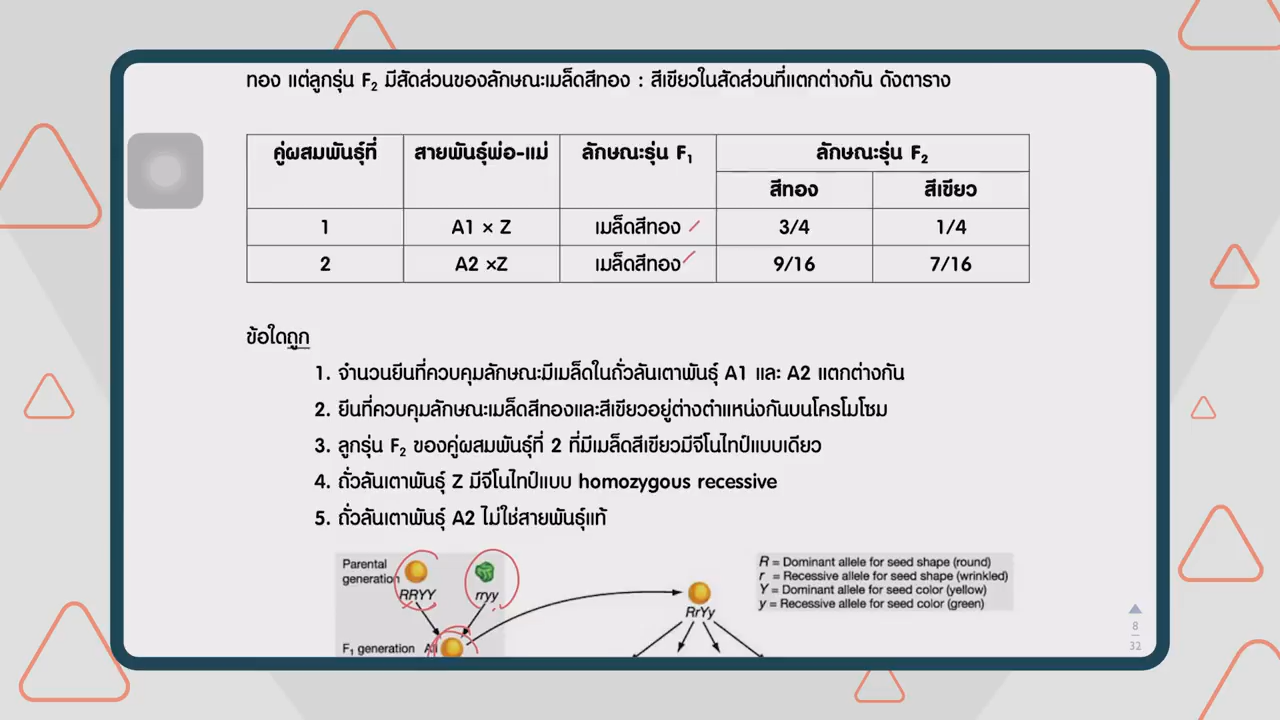 ทอง แต่ลูกรุ่น F₂ มีสัดส่วนของลักษณะเมล็ดสีทอง : สีเขียวในสัดส่วนที่แตกต่างกัน ดังตาราง
คู่ผสมพันธุ์ที่ สายพันธุ์พ่อ-แม่ ลักษณะรุ่น F₁ ลักษณะรุ่น F₂
สีทอง สีเขียว
1 A1 × Z เมล็ดสีทอง 3/4 1/4
2 A2 ×Z เมล็ดสีทอง 9/16 7/16
ข้อใดถูก
1. จำนวนยีนที่ควบคุมลักษณะมีเมล็ดในถั่วลันเตาพันธุ์ A1 และ A2 แตกต่างกัน
2. ยีนที่ควบคุมลักษณะเมล็ดสีทองและสีเขียวอยู่ต่างตำแหน่งกันบนโครโมโซม
3. ลูกรุ่น F₂ ของคู่ผสมพันธุ์ที่ 2 ที่มีเมล็ดสีเขียวมีจีโนไทป์แบบเดียว
4. ถั่วลันเตาพันธุ์ Z มีจีโนไทป์แบบ homozygous recessive
5. ถั่วลันเตาพันธุ์ A2 ไม่ใช่สายพันธุ์แท้
Parental
generation
RRYY rryy
F₁ generation
RrYy
R = Dominant allele for seed shape (round)
r = Recessive allele for seed shape (wrinkled)
Y = Dominant allele for seed color (yellow)
y = Recessive allele for seed color (green)
8
32